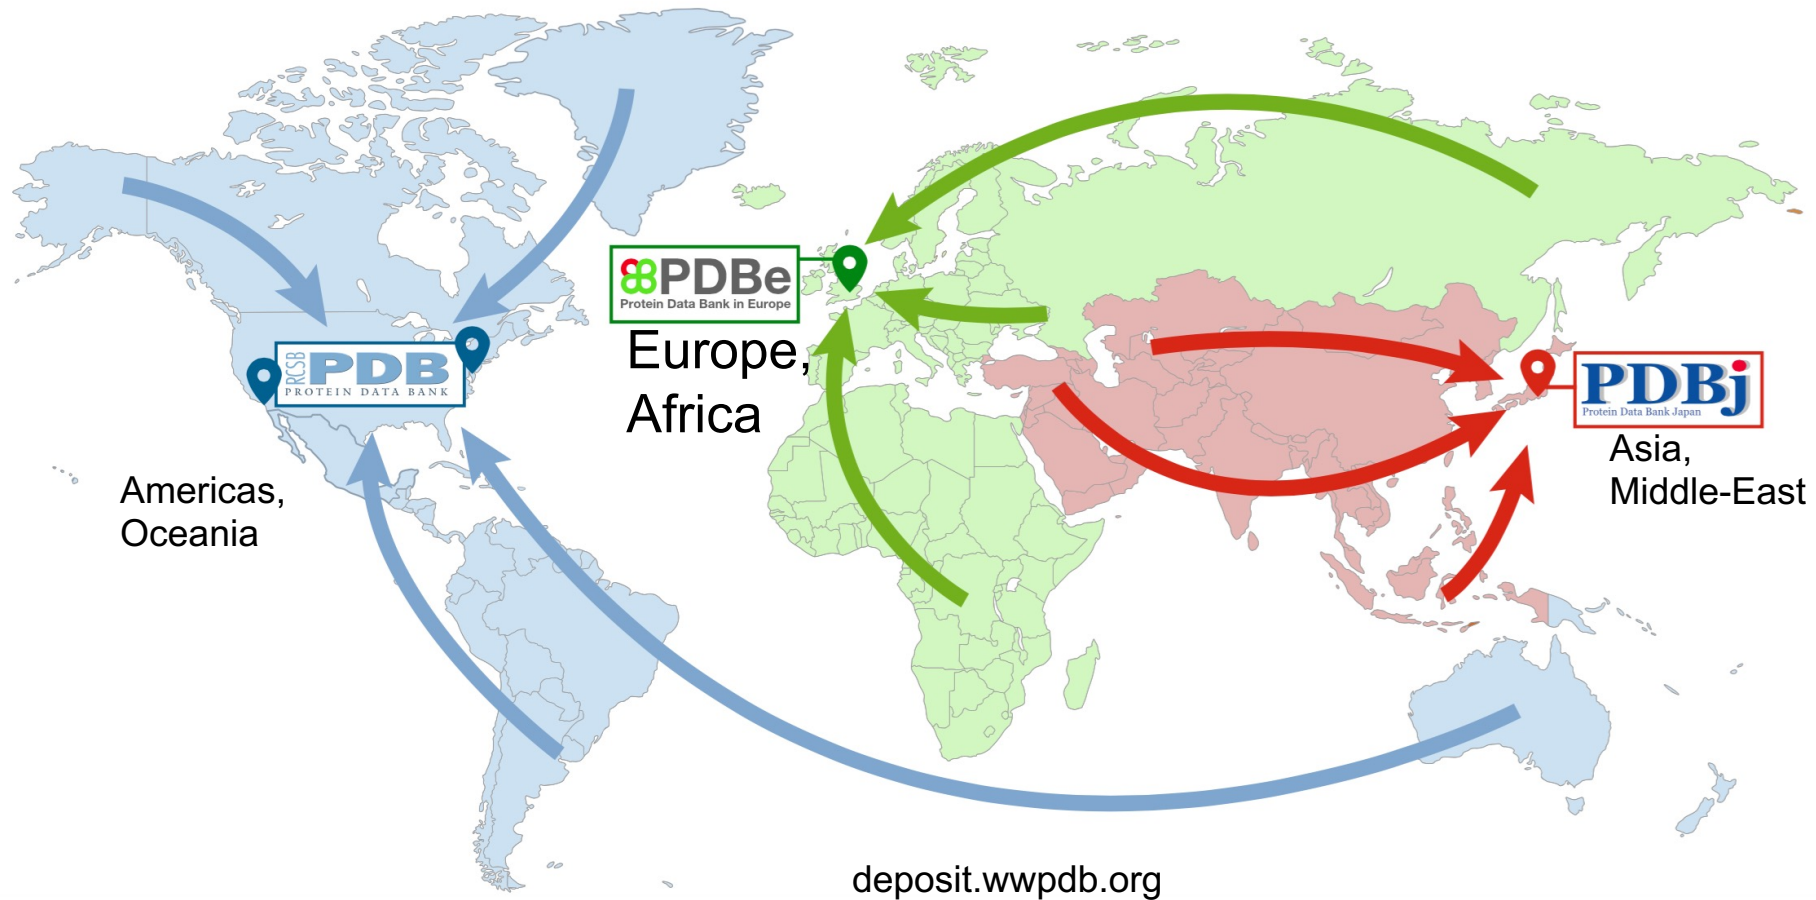 PDBe
Protein Data Bank in Europe
Europe,
Africa
RCSB
PDB
PROTEIN DATA BANK
PDBj
Protein Data Bank Japan
Asia,
Middle-East
Americas,
Oceania
deposit.wwpdb.org